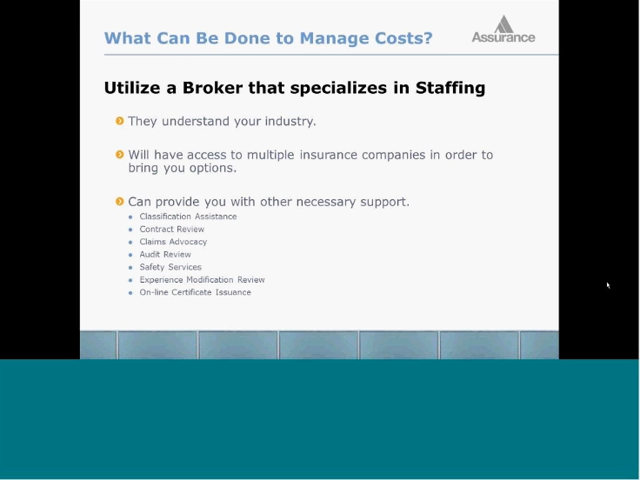 What Can Be Done to Manage Costs?
Assurance
Utilize a Broker that specializes in Staffing
They understand your industry.
Will have access to multiple insurance companies in order to
bring you options.
Can provide you with other necessary support.
Classification Assistance
Contract Review
Claims Advocacy
Audit Review
Safety Services
Experience Modification Review
On-line Certificate Issuance